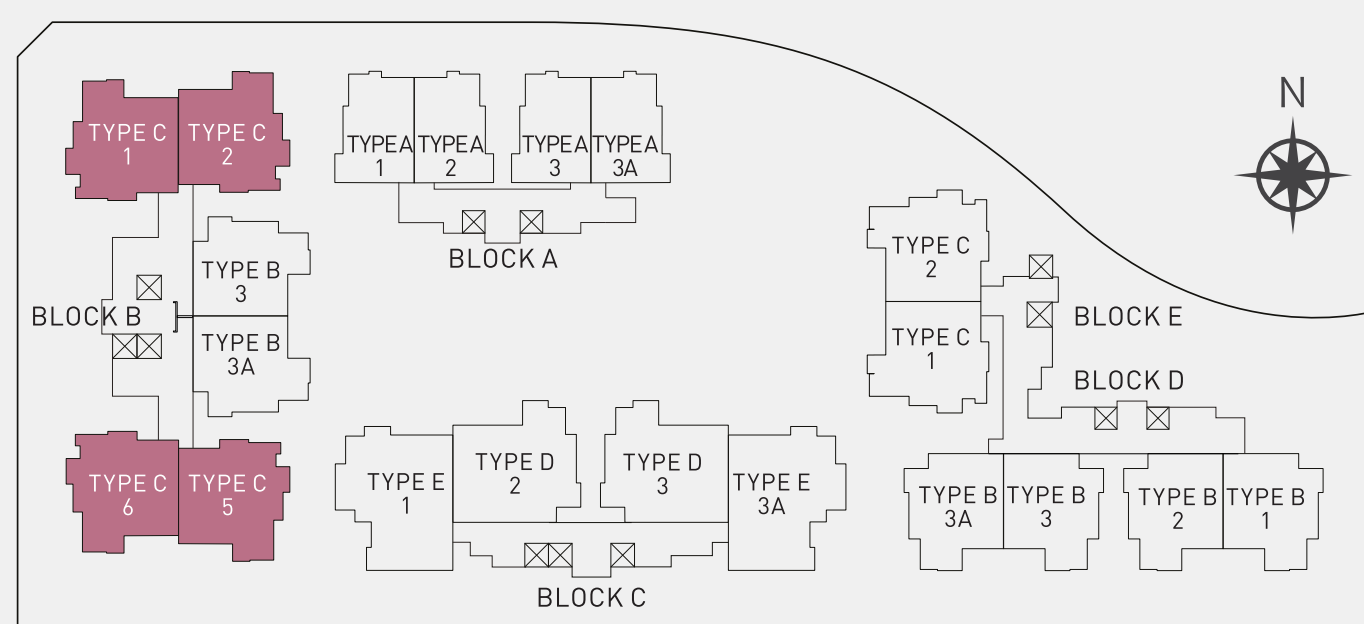 N
TYPE C
1
TYPE C
2
TYPE A
1
TYPE A
2
TYPE A
3
TYPE A
3A
BLOCK A
TYPE B
3
BLOCK B
TYPE B
3A
TYPE C
6
TYPE C
5
TYPE E
1
TYPE D
2
TYPE D
3
TYPE E
3A
BLOCK C
TYPE C
2
TYPE C
1
BLOCK E
BLOCK D
TYPE B
3A
TYPE B
3
TYPE B
2
TYPE B
1